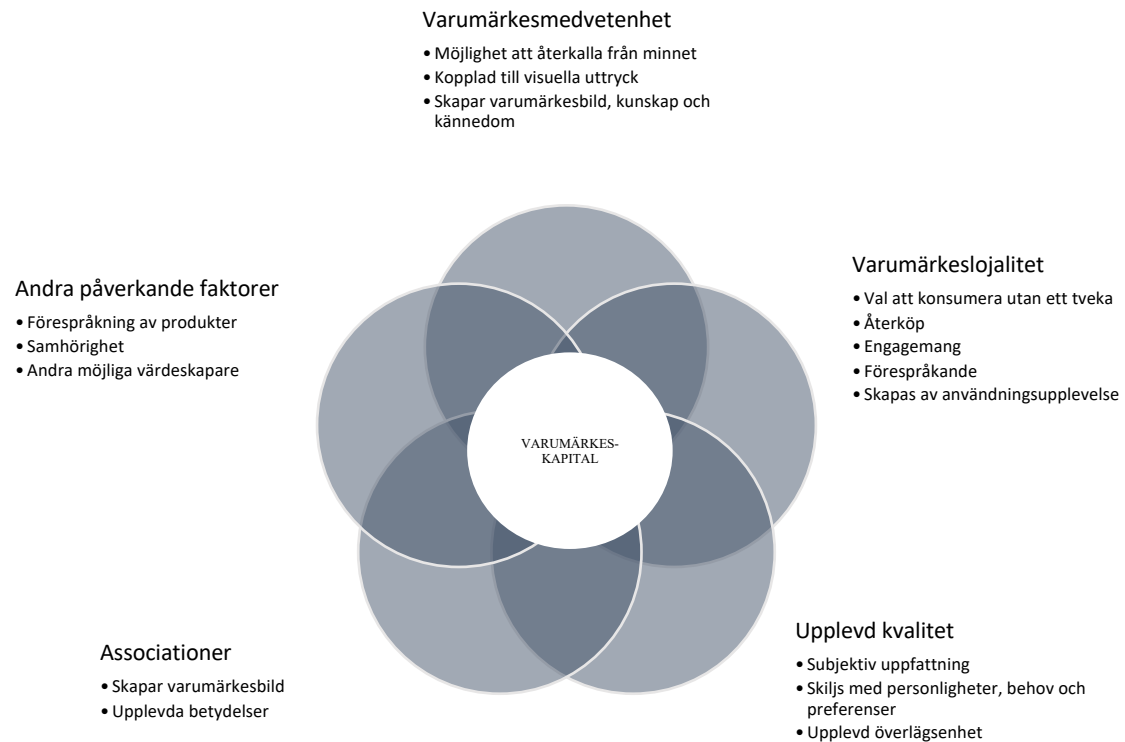 Varumärkesmedvetenhet
• Möjlighet att återkalla från minnet
• Kopplad till visuella uttryck
• Skapar varumärkesbild, kunskap och
kännedom
Varumärkeslojalitet
• Val att konsumera utan ett tveka
• Återköp
• Engagemang
• Förespråkande
• Skapas av användningsupplevelse
Andra påverkande faktorer
• Förespråkning av produkter
• Samhörighet
• Andra möjliga värdeskapare
VARUMÄRKES-
KAPITAL
Upplevd kvalitet
• Subjektiv uppfattning
• Skiljs med personligheter, behov och
preferenser
• Upplevd överlägsenhet
Associationer
• Skapar varumärkesbild
• Upplevda betydelser